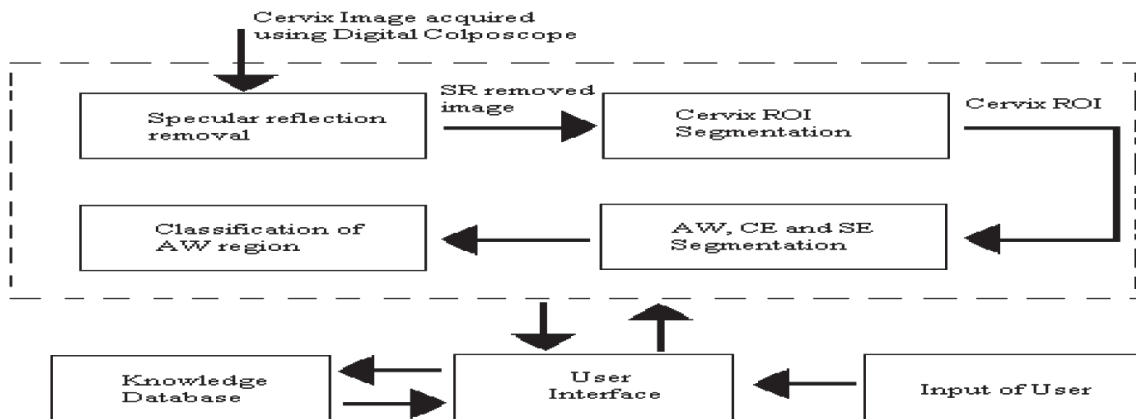 Cervix Image acquired
using Digital Colposcope
Specular reflection
removal
SR removed
image
Cervix ROI
Segmentation
Cervix ROI
Classification of
AW region
AW, CE and SE
Segmentation
Knowledge
Database
User
Interface
Input of User